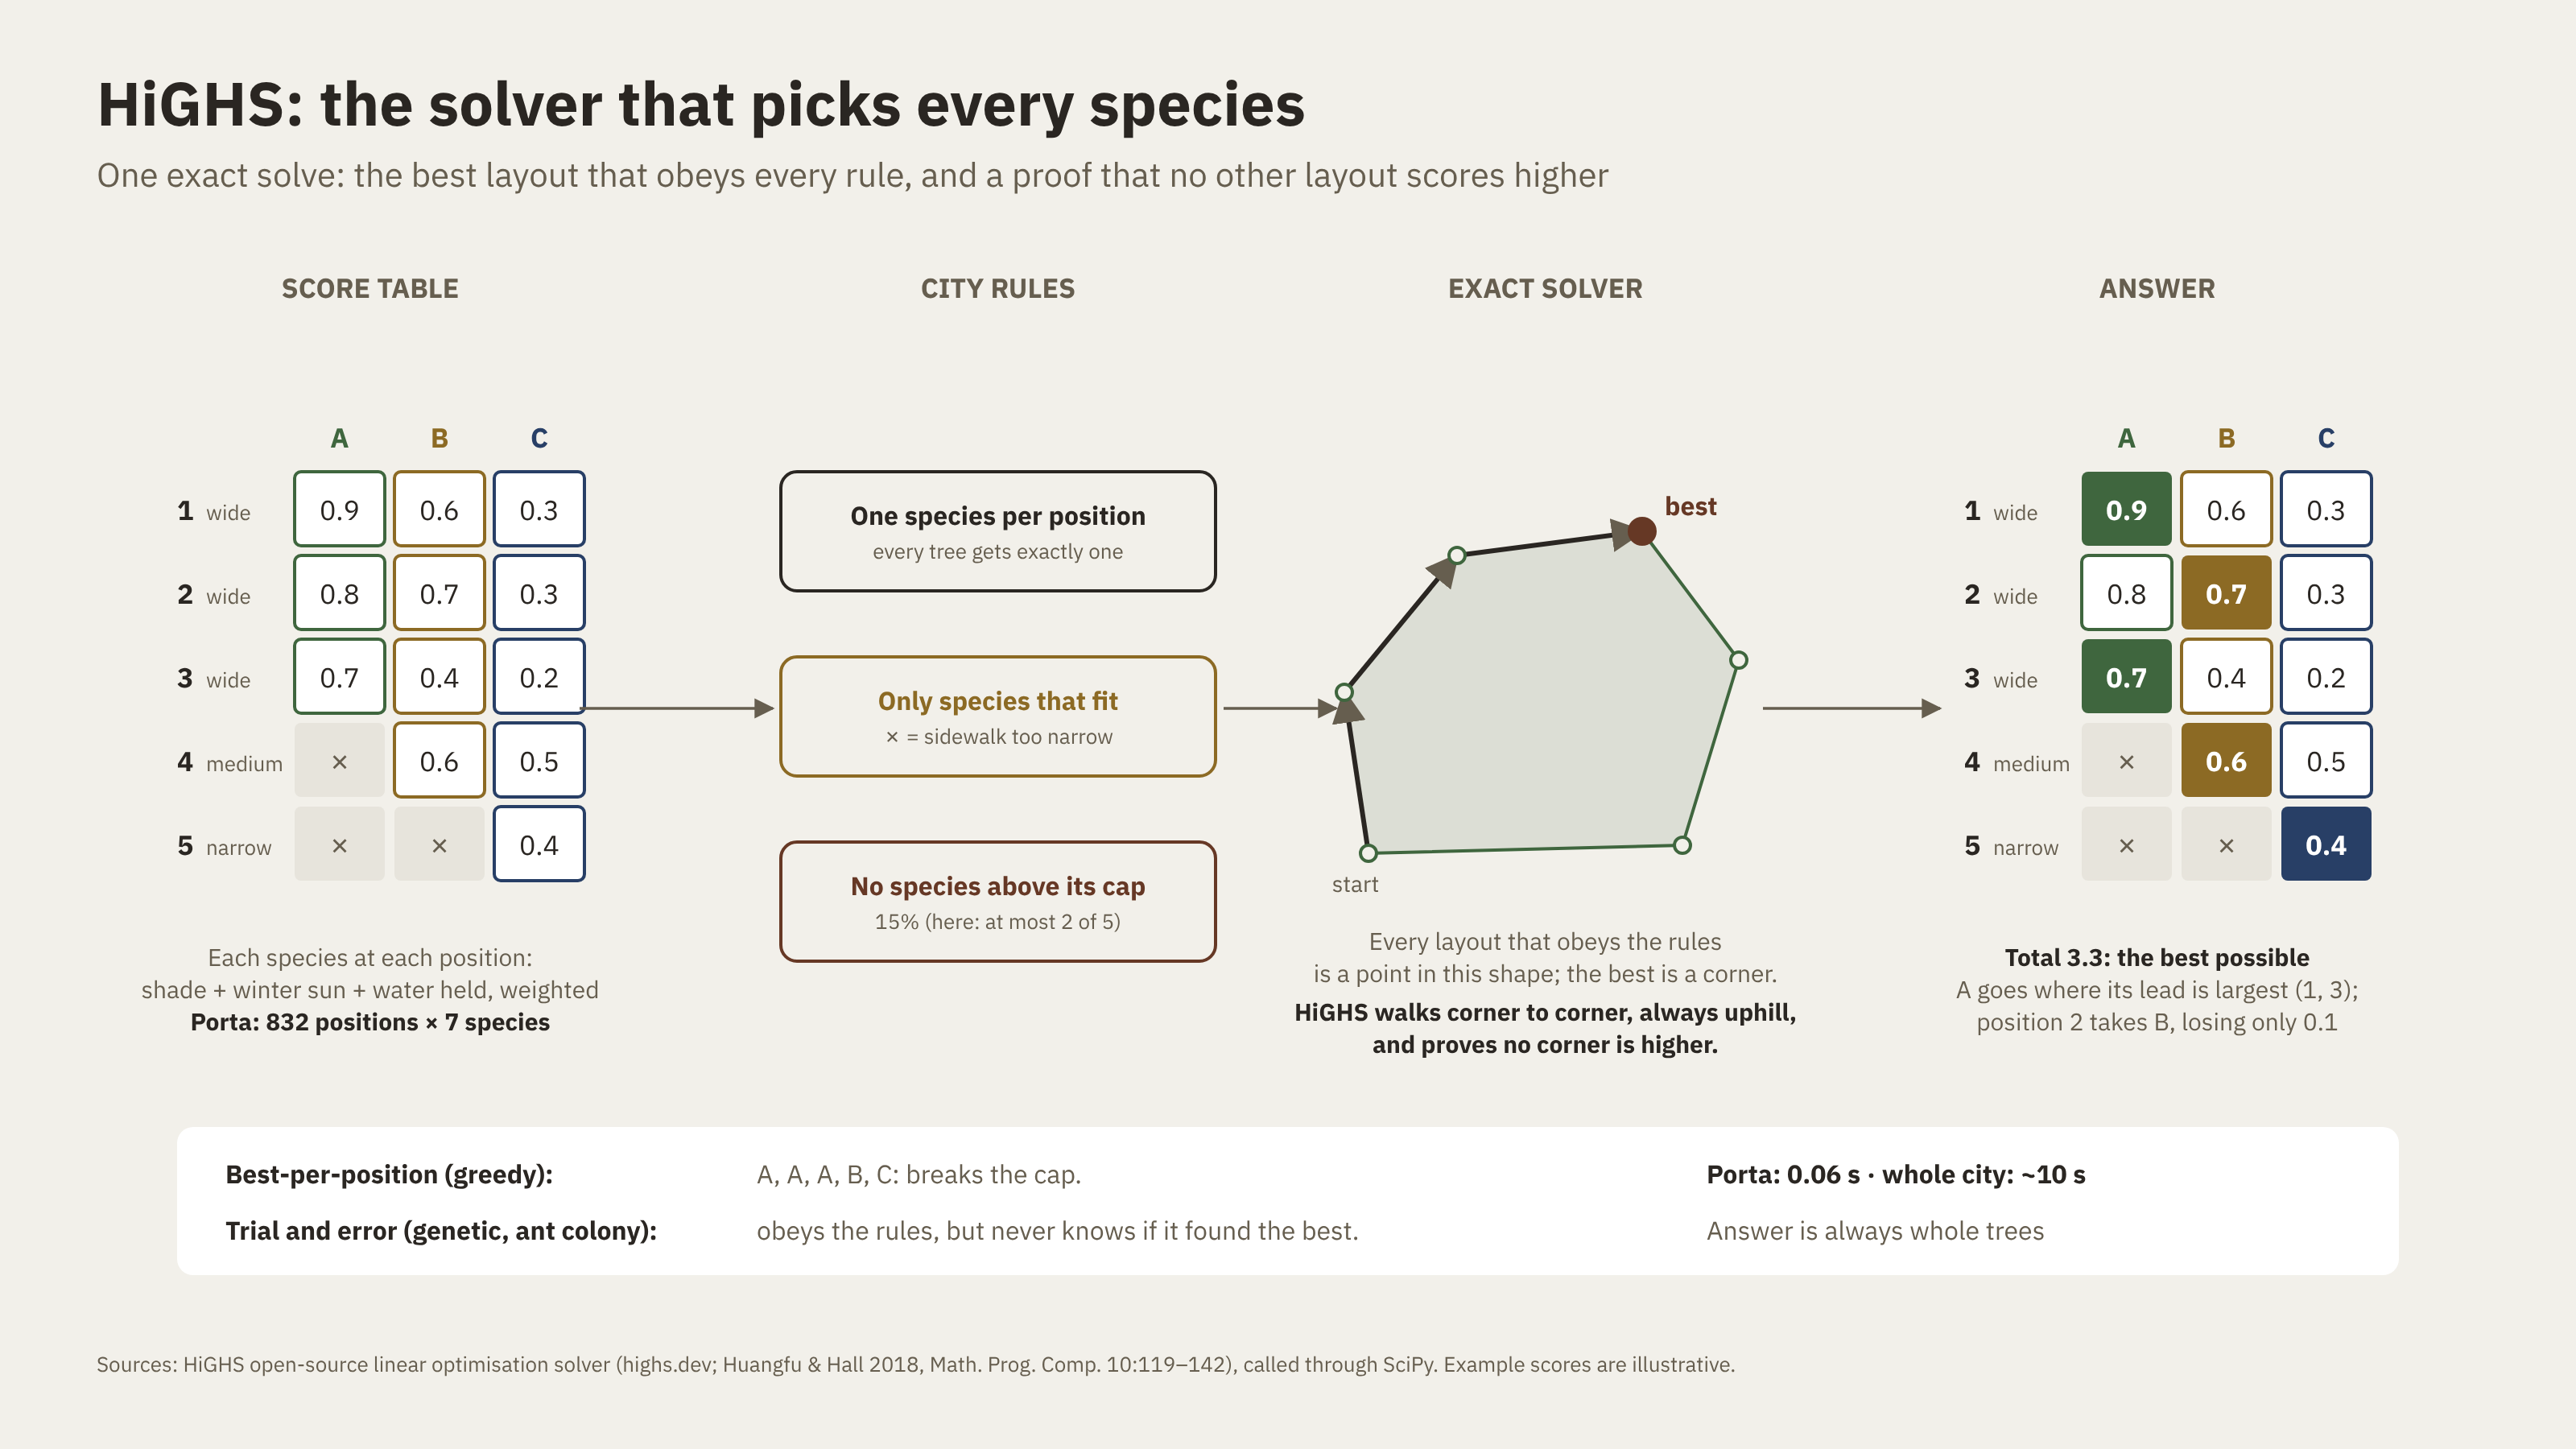 HiGHS: the solver that picks every species
One exact solve: the best layout that obeys every rule, and a proof that no other layout scores higher
SCORE TABLE
A B C
1 wide 0.9 0.6 0.3
2 wide 0.8 0.7 0.3
3 wide 0.7 0.4 0.2
4 medium × 0.6 0.5
5 narrow × × 0.4
Each species at each position:
shade + winter sun + water held, weighted
Porta: 832 positions × 7 species
CITY RULES
One species per position
every tree gets exactly one
Only species that fit
× = sidewalk too narrow
No species above its cap
15% (here: at most 2 of 5)
EXACT SOLVER
best
start
Every layout that obeys the rules
is a point in this shape; the best is a corner.
HiGHS walks corner to corner, always uphill,
and proves no corner is higher.
ANSWER
A B C
1 wide 0.9 0.6 0.3
2 wide 0.8 0.7 0.3
3 wide 0.7 0.4 0.2
4 medium × 0.6 0.5
5 narrow × × 0.4
Total 3.3: the best possible
A goes where its lead is largest (1, 3);
position 2 takes B, losing only 0.1
Best-per-position (greedy): A, A, A, B, C: breaks the cap. Porta: 0.06 s · whole city: ~10 s
Trial and error (genetic, ant colony): obeys the rules, but never knows if it found the best. Answer is always whole trees
Sources: HiGHS open-source linear optimisation solver (highs.dev; Huangfu & Hall 2018, Math. Prog. Comp. 10:119–142), called through SciPy. Example scores are illustrative.